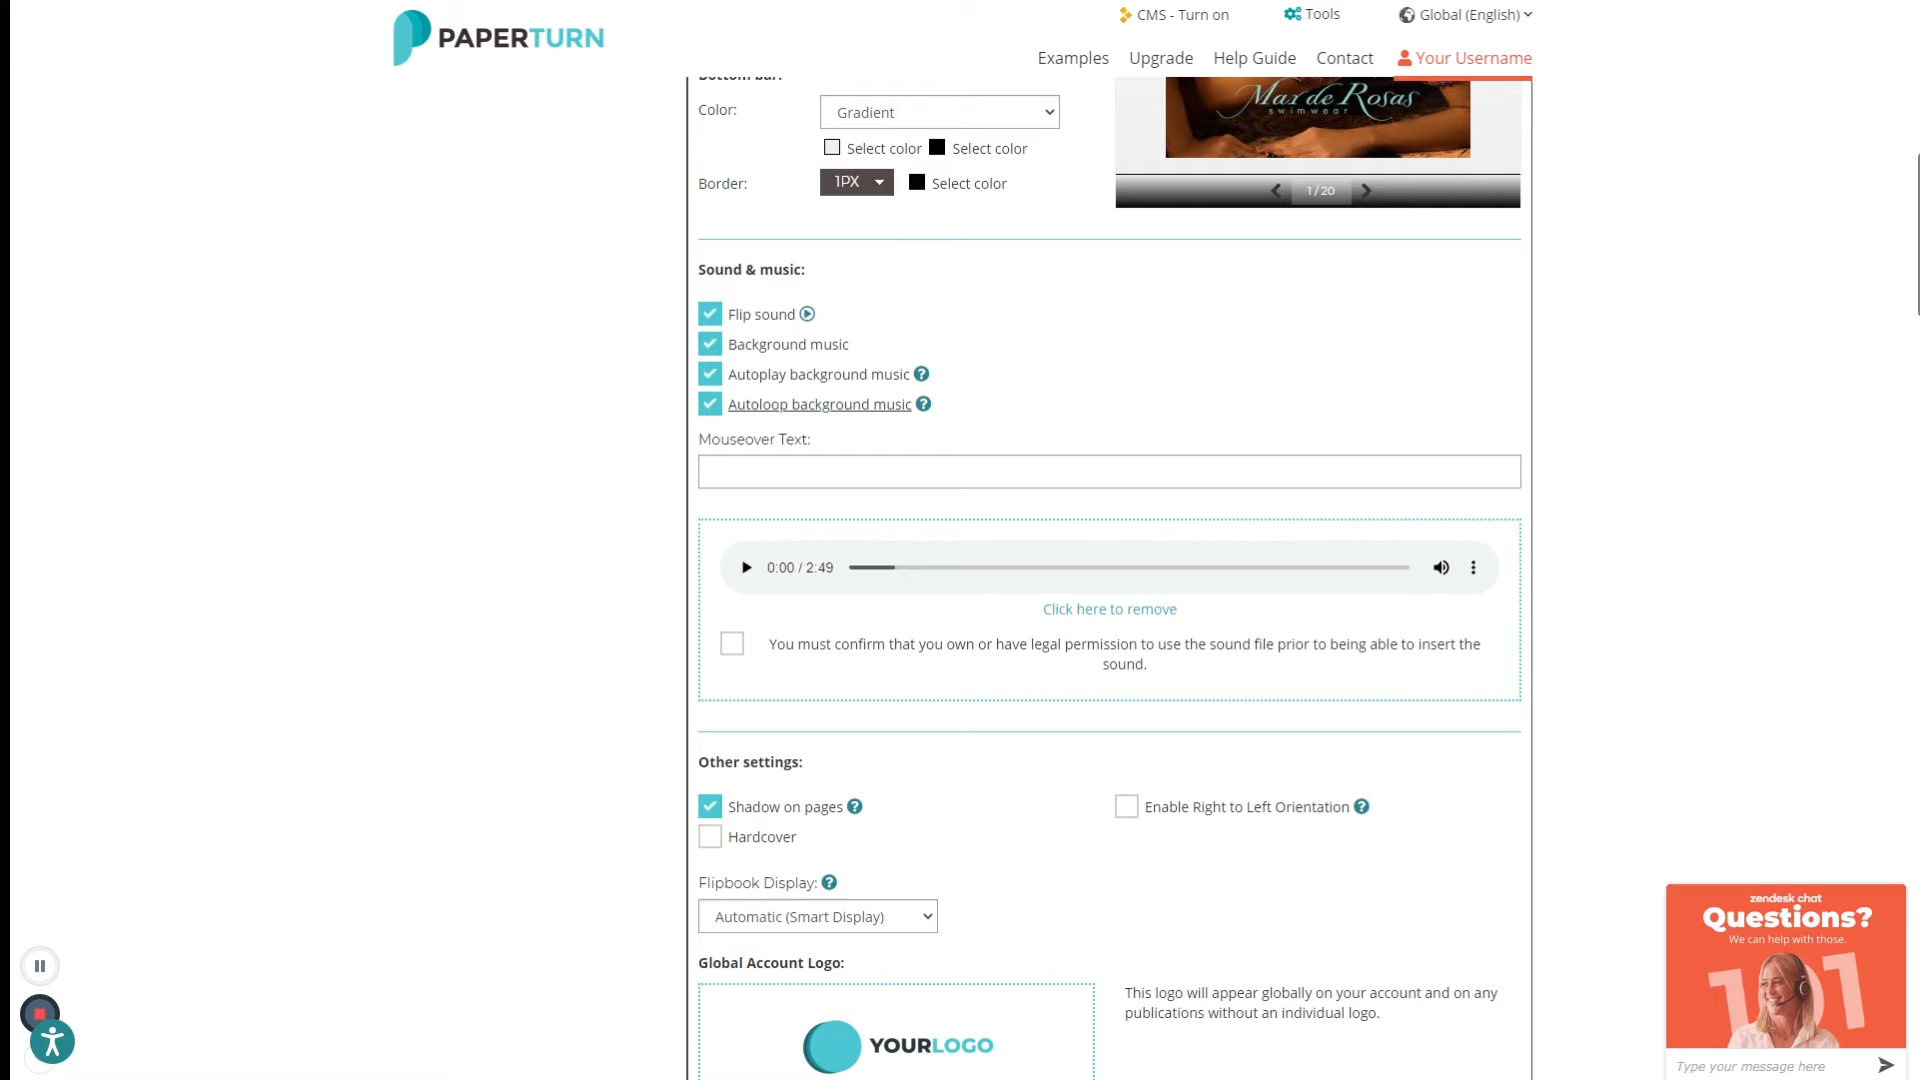 PAPERTURN
CMS - Turn on
Tools
Global (English)
Examples
Upgrade
Help Guide
Contact
Your Username
Bottom bar:
Color:
Gradient
Select color
Select color
Border:
1PX
Select color
Mar de Rosas
swimwear
1 / 20
Sound & music:
Flip sound
Background music
Autoplay background music ?
Autoloop background music ?
Mouseover Text:
0:00 / 2:49
Click here to remove
You must confirm that you own or have legal permission to use the sound file prior to being able to insert the
sound.
Other settings:
Shadow on pages ?
Enable Right to Left Orientation ?
Hardcover
Flipbook Display: ?
Automatic (Smart Display)
Global Account Logo:
This logo will appear globally on your account and on any
publications without an individual logo.
YOURLOGO
zendesk chat
Questions?
We can help with those.
101
Type your message here